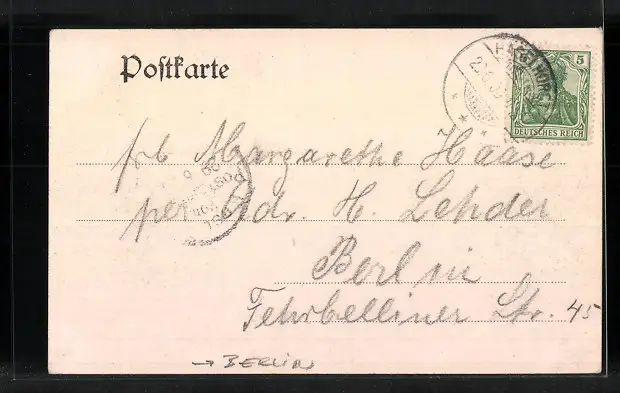 Postkarte
5
DEUTSCHES REICH
frl Margarethe Haase
per Adr. H. Lehder
Berlin
Fehrbelliner Str. 45
→ BERLIN